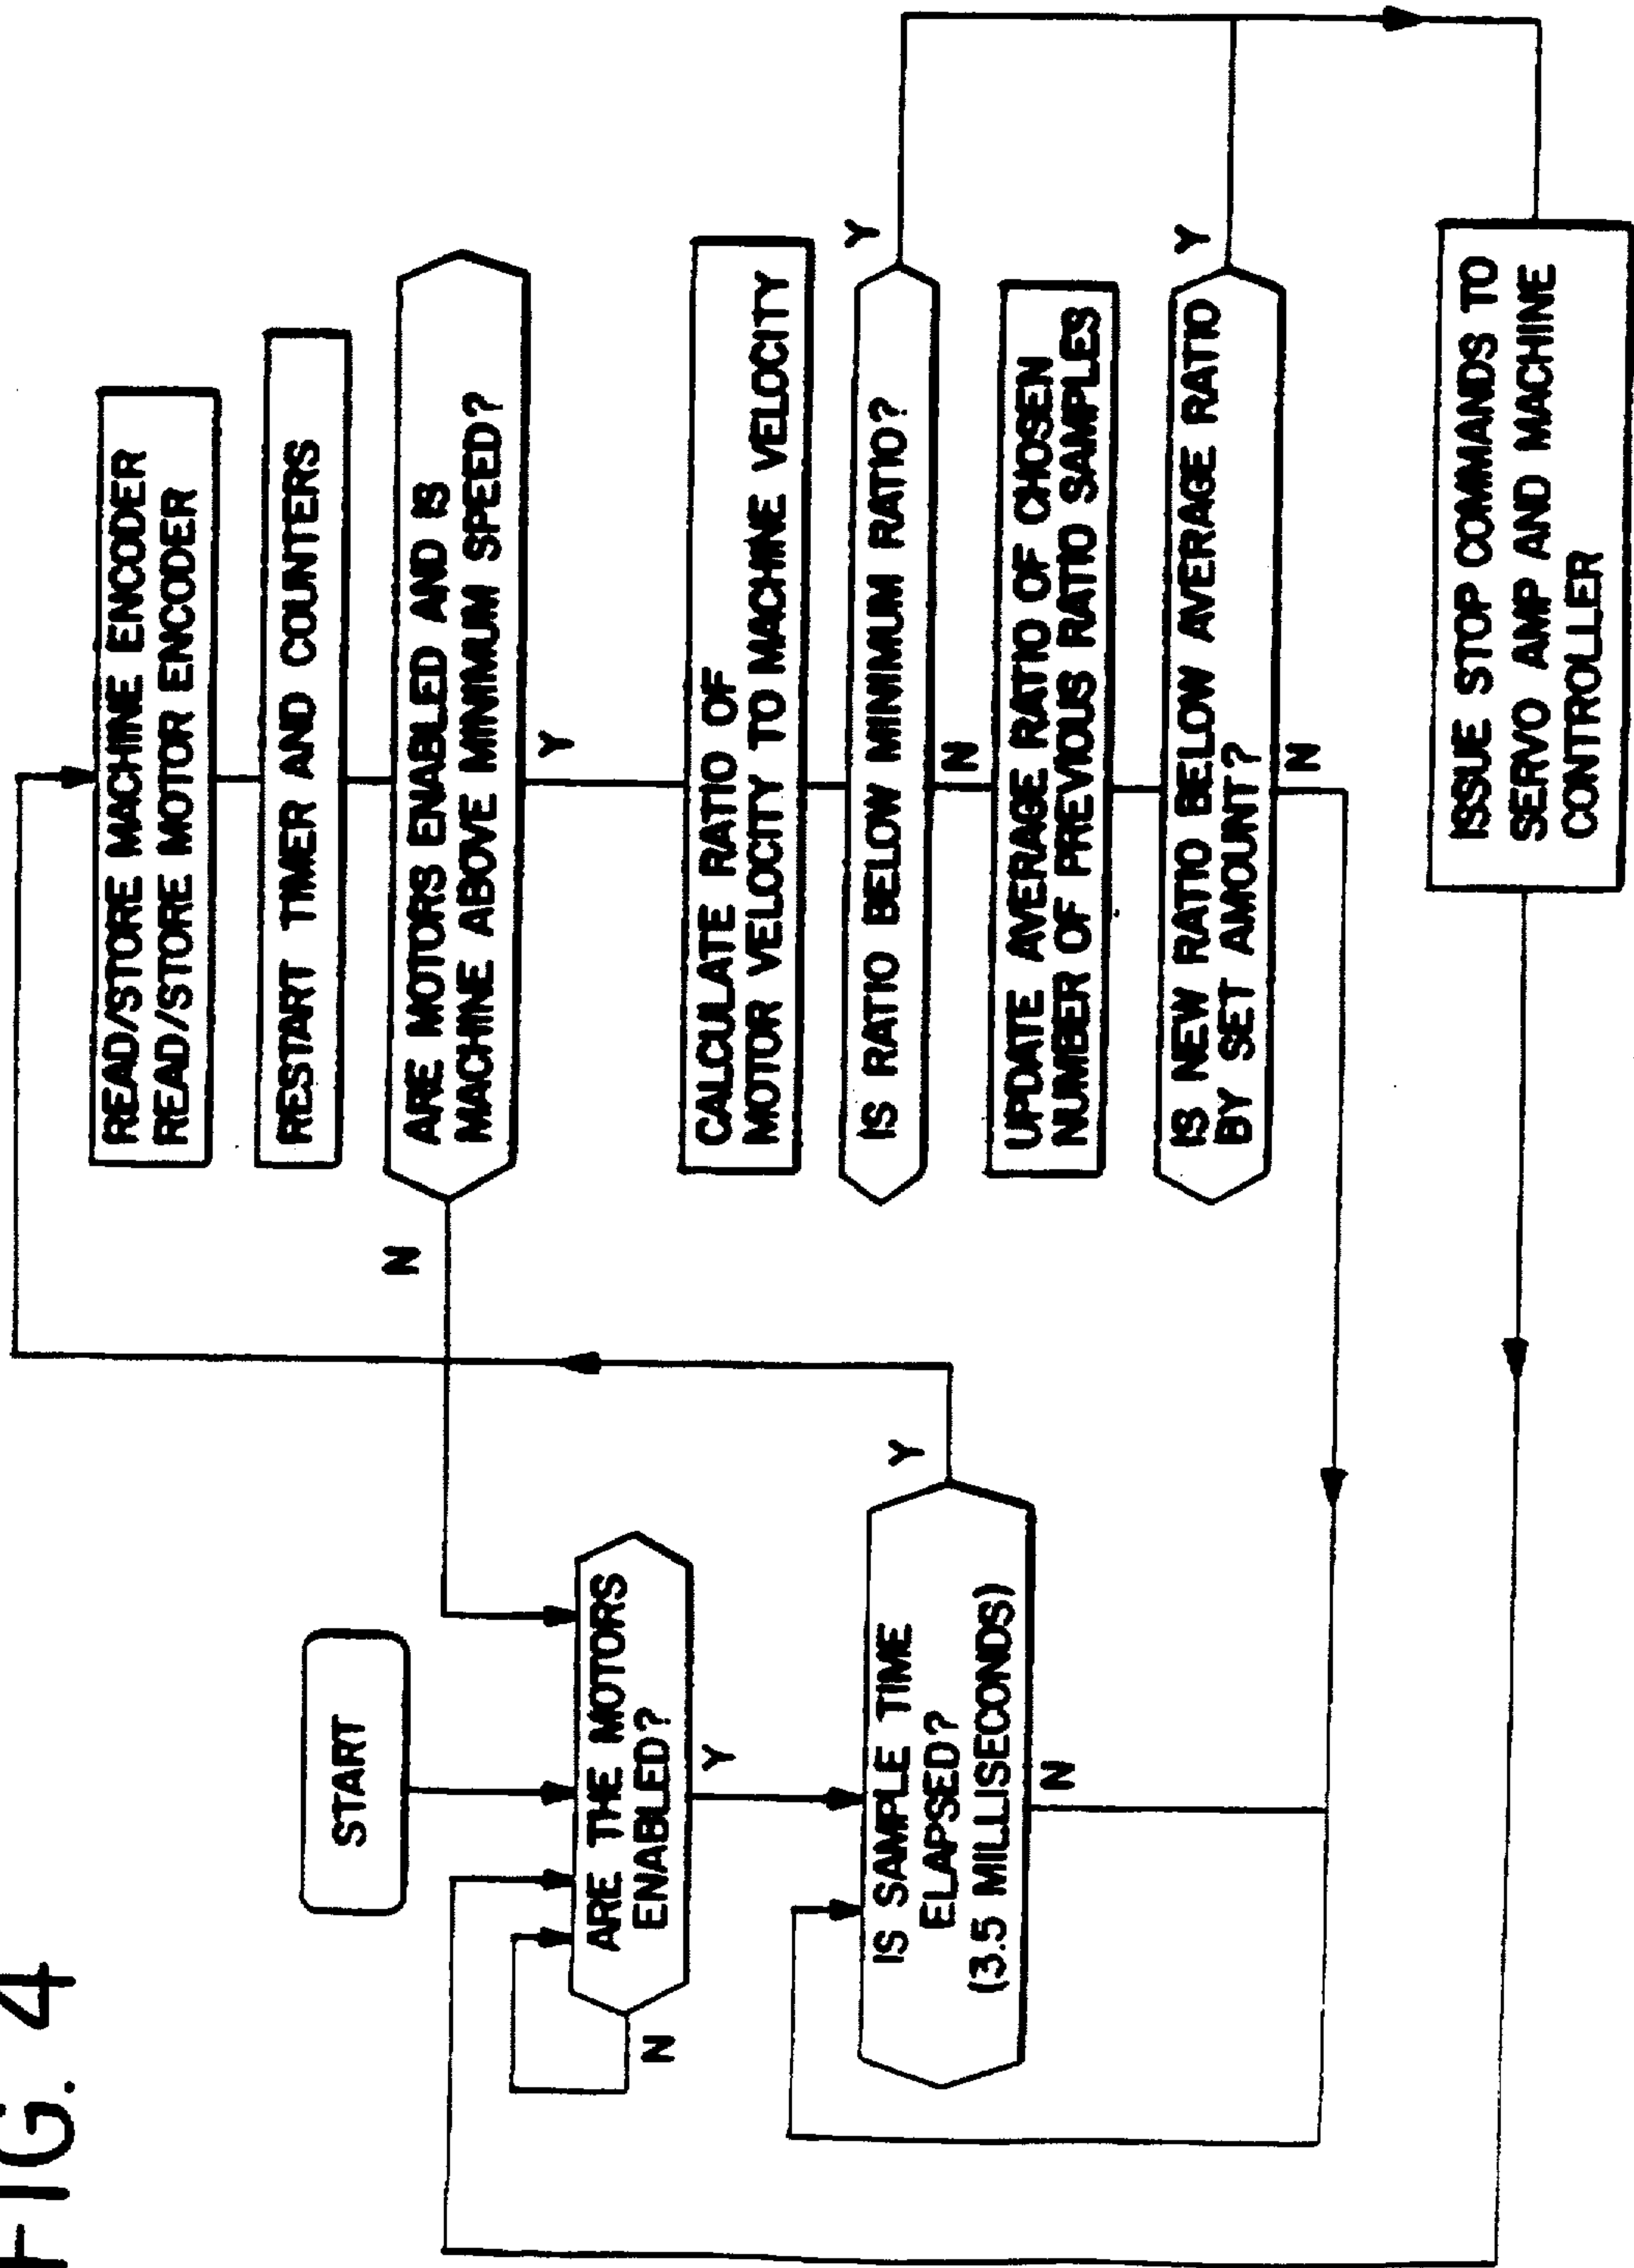 FIG. 4
START
ARE THE MOTORS
ENABLED?
N
Y
IS SAMPLE TIME
ELAPSED?
(3.5 MILLISECONDS)
Y
N
READ/STORE MACHINE ENCODER
READ/STORE MOTOR ENCODER
RESTART TIMER AND COUNTERS
ARE MOTORS ENABLED AND IS
MACHINE ABOVE MINIMUM SPEED?
N
Y
CALCULATE RATIO OF
MOTOR VELOCITY TO MACHINE VELOCITY
IS RATIO BELOW MINIMUM RATIO?
Y
N
UPDATE AVERAGE RATIO OF CHOSEN
NUMBER OF PREVIOUS RATIO SAMPLES
IS NEW RATIO BELOW AVERAGE RATIO
BY SET AMOUNT?
Y
N
ISSUE STOP COMMANDS TO
SERVO AMP AND MACHINE
CONTROLLER